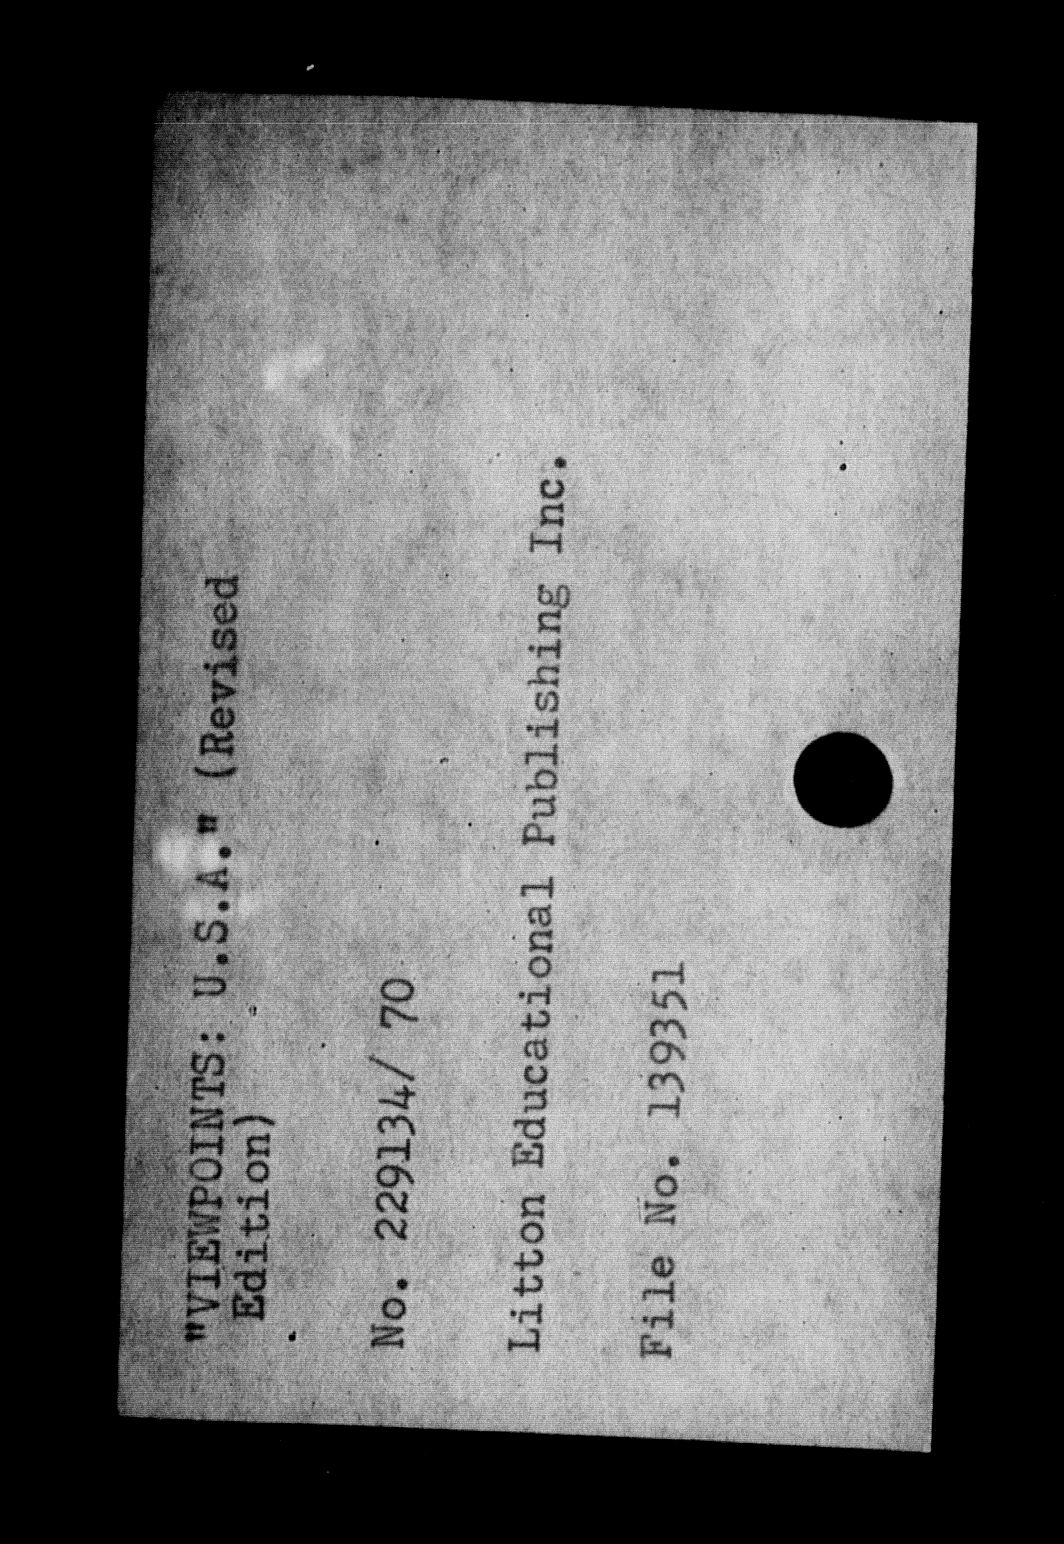 "VIEWPOINTS: U.S.A." (Revised
Edition)
No. 229134/ 70
Litton Educational Publishing Inc.
File No. 139351